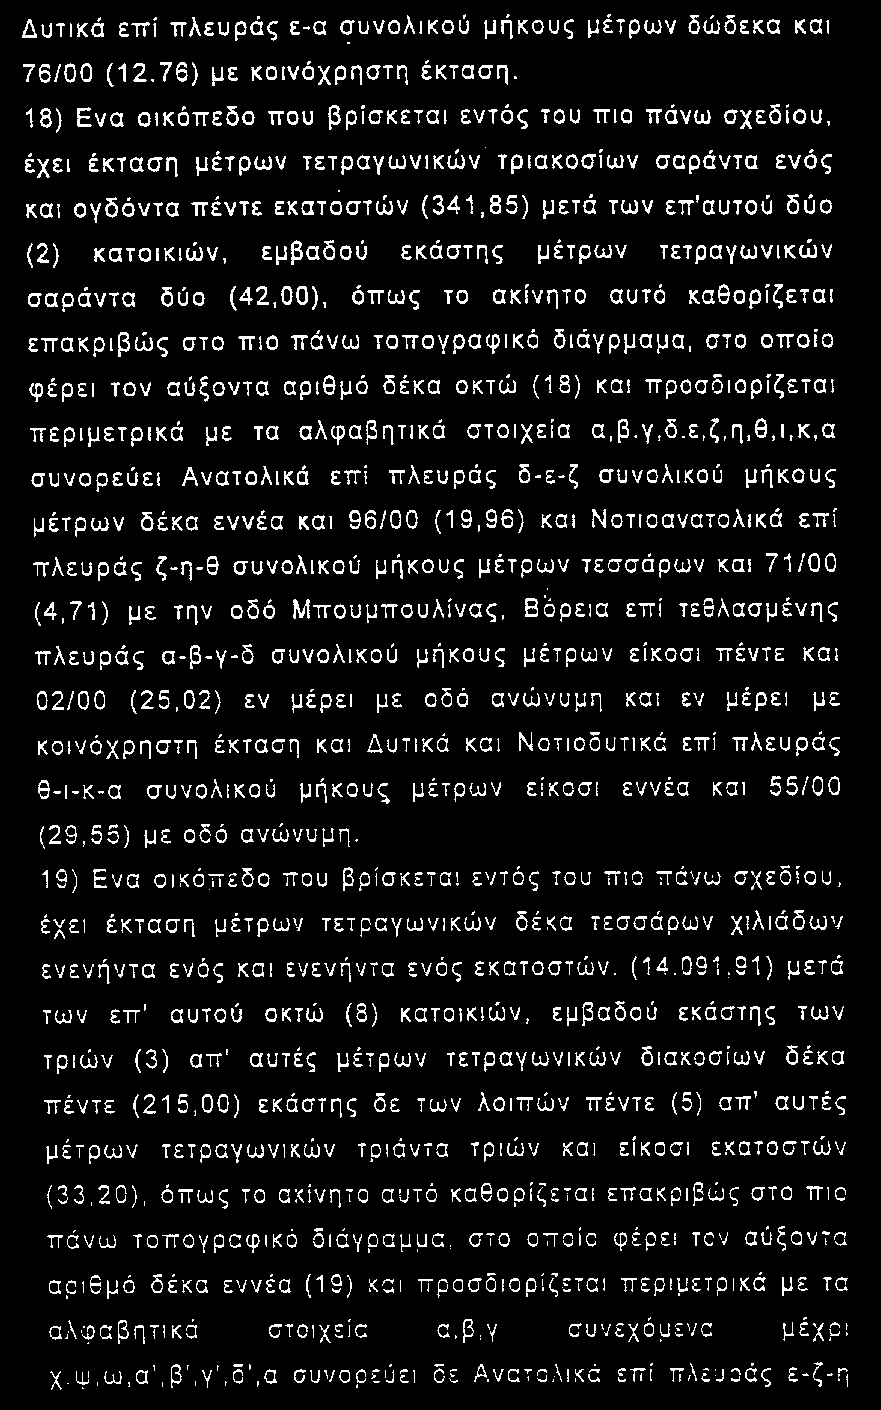 Δυτικά επί πλευράς ε-α συνολικού μήκους μέτρων δώδεκα και
76/00 (12.76) με κοινόχρηστη έκταση.
18) Ενα οικόπεδο που βρίσκεται εντός του πιο πάνω σχεδίου,
έχει έκταση μέτρων τετραγωνικών τριακοσίων σαράντα ενός
και ογδόντα πέντε εκατοστών (341,85) μετά των επ'αυτού δύο
(2) κατοικιών, εμβαδού εκάστης μέτρων τετραγωνικών
σαράντα δύο (42,00), όπως το ακίνητο αυτό καθορίζεται
επακριβώς στο πιο πάνω τοπογραφικό διάγρμαμα, στο οποίο
φέρει τον αύξοντα αριθμό δέκα οκτώ (18) και προσδιορίζεται
περιμετρικά με τα αλφαβητικά στοιχεία α,β.γ,δ.ε,ζ,η,θ,ι,κ,α
συνορεύει Ανατολικά επί πλευράς δ-ε-ζ συνολικού μήκους
μέτρων δέκα εννέα και 96/00 (19,96) και Νοτιοανατολικά επί
πλευράς ζ-η-θ συνολικού μήκους μέτρων τεσσάρων και 71/00
(4,71) με την οδό Μπουμπουλίνας, Βόρεια επί τεθλασμένης
πλευράς α-β-γ-δ συνολικού μήκους μέτρων είκοσι πέντε και
02/00 (25,02) εν μέρει με οδό ανώνυμη και εν μέρει με
κοινόχρηστη έκταση και Δυτικά και Νοτιοδυτικά επί πλευράς
θ-ι-κ-α συνολικού μήκους μέτρων είκοσι εννέα και 55/00
(29,55) με οδό ανώνυμη.
19) Ενα οικόπεδο που βρίσκεται εντός του πιο πάνω σχεδίου,
έχει έκταση μέτρων τετραγωνικών δέκα τεσσάρων χιλιάδων
ενενήντα ενός και ενενήντα ενός εκατοστών. (14.091,91) μετά
των επ' αυτού οκτώ (8) κατοικιών, εμβαδού εκάστης των
τριών (3) απ' αυτές μέτρων τετραγωνικών διακοσίων δέκα
πέντε (215,00) εκάστης δε των λοιπών πέντε (5) απ' αυτές
μέτρων τετραγωνικών τριάντα τριών και είκοσι εκατοστών
(33,20), όπως το ακίνητο αυτό καθορίζεται επακριβώς στο πιο
πάνω τοπογραφικό διάγραμμα, στο οποίο φέρει τον αύξοντα
αριθμό δέκα εννέα (19) και προσδιορίζεται περιμετρικά με τα
αλφαβητικά στοιχεία α,β,γ συνεχόμενα μέχρι
χ.ψ,ω,α',β',γ',δ',α συνορεύει δε Ανατολικά επί πλευράς ε-ζ-η